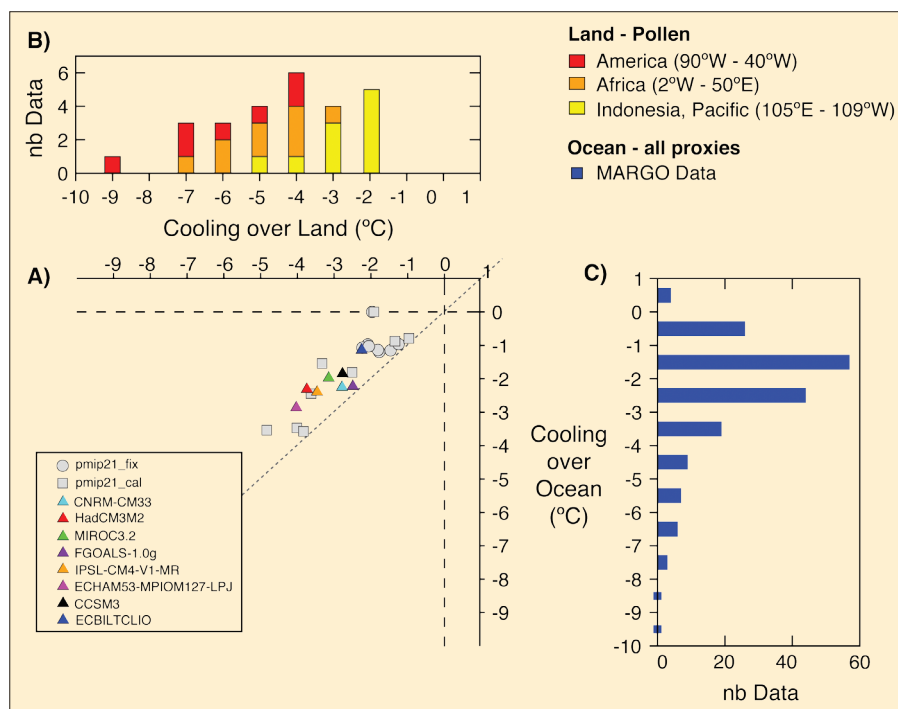 B)
nb Data
6
4
2
0
-10 -9 -8 -7 -6 -5 -4 -3 -2 -1 0 1
Cooling over Land (ºC)
Land - Pollen
America (90ºW - 40ºW)
Africa (2ºW - 50ºE)
Indonesia, Pacific (105ºE - 109ºW)
Ocean - all proxies
MARGO Data
A)
-9 -8 -7 -6 -5 -4 -3 -2 -1 0 1
0
-1
-2
-3
-4
-5
-6
-7
-8
-9
pmip21_fix
pmip21_cal
CNRM-CM33
HadCM3M2
MIROC3.2
FGOALS-1.0g
IPSL-CM4-V1-MR
ECHAM53-MPIOM127-LPJ
CCSM3
ECBILTCLIO
Cooling
over
Ocean
(ºC)
C)
1
0
-1
-2
-3
-4
-5
-6
-7
-8
-9
-10
0 20 40 60
nb Data